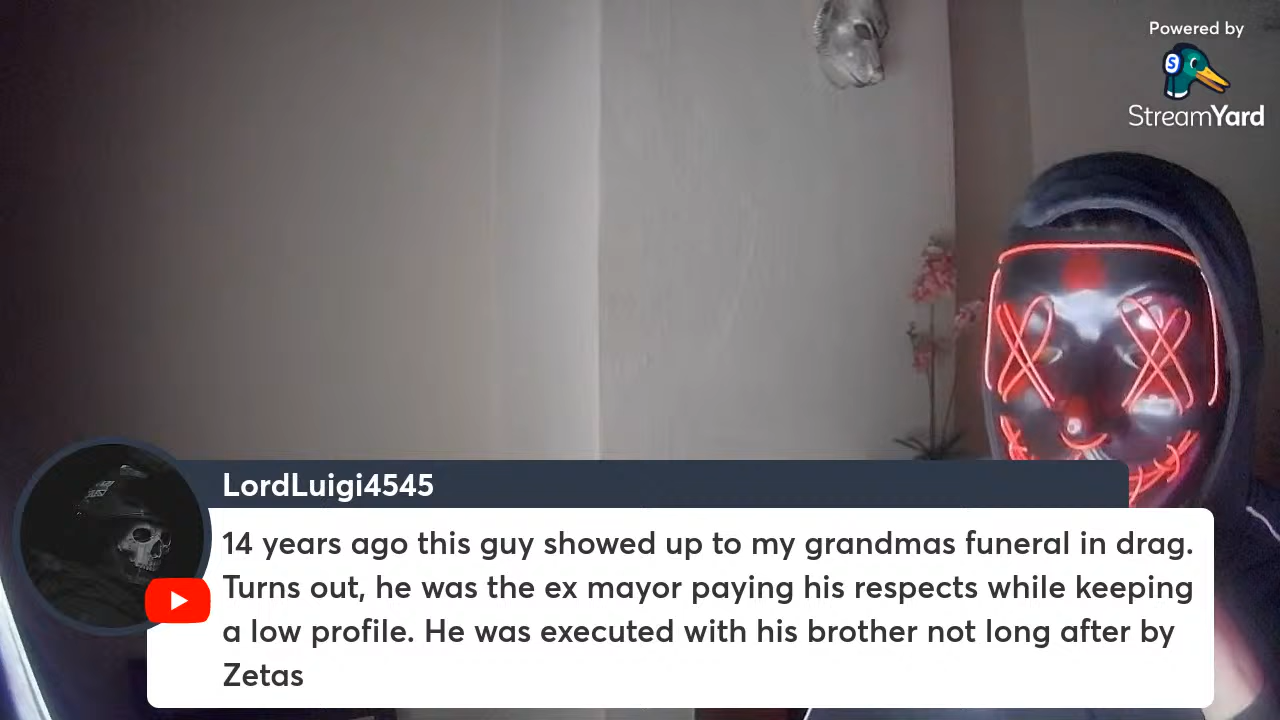 Powered by
StreamYard
LordLuigi4545
14 years ago this guy showed up to my grandmas funeral in drag.
Turns out, he was the ex mayor paying his respects while keeping
a low profile. He was executed with his brother not long after by
Zetas